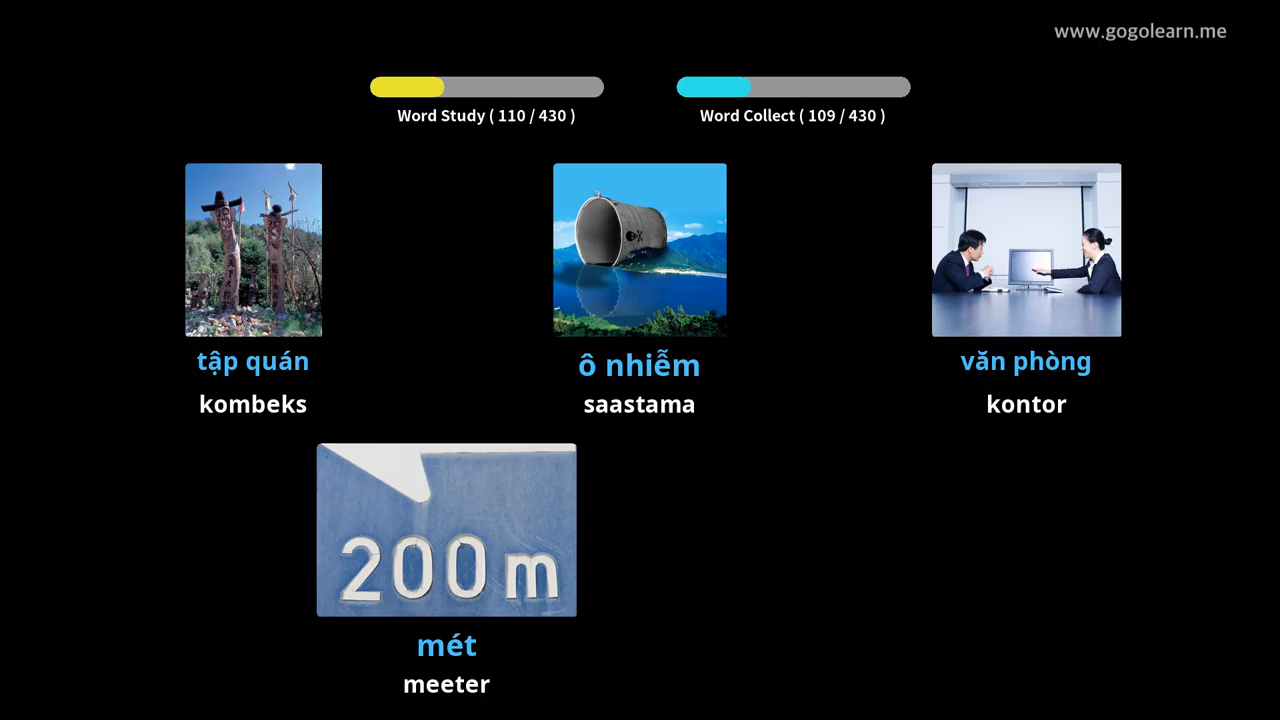 www.gogolearn.me
Word Study ( 110 / 430 )
Word Collect ( 109 / 430 )
tập quán
kombeks
ô nhiễm
saastama
văn phòng
kontor
200 m
mét
meeter